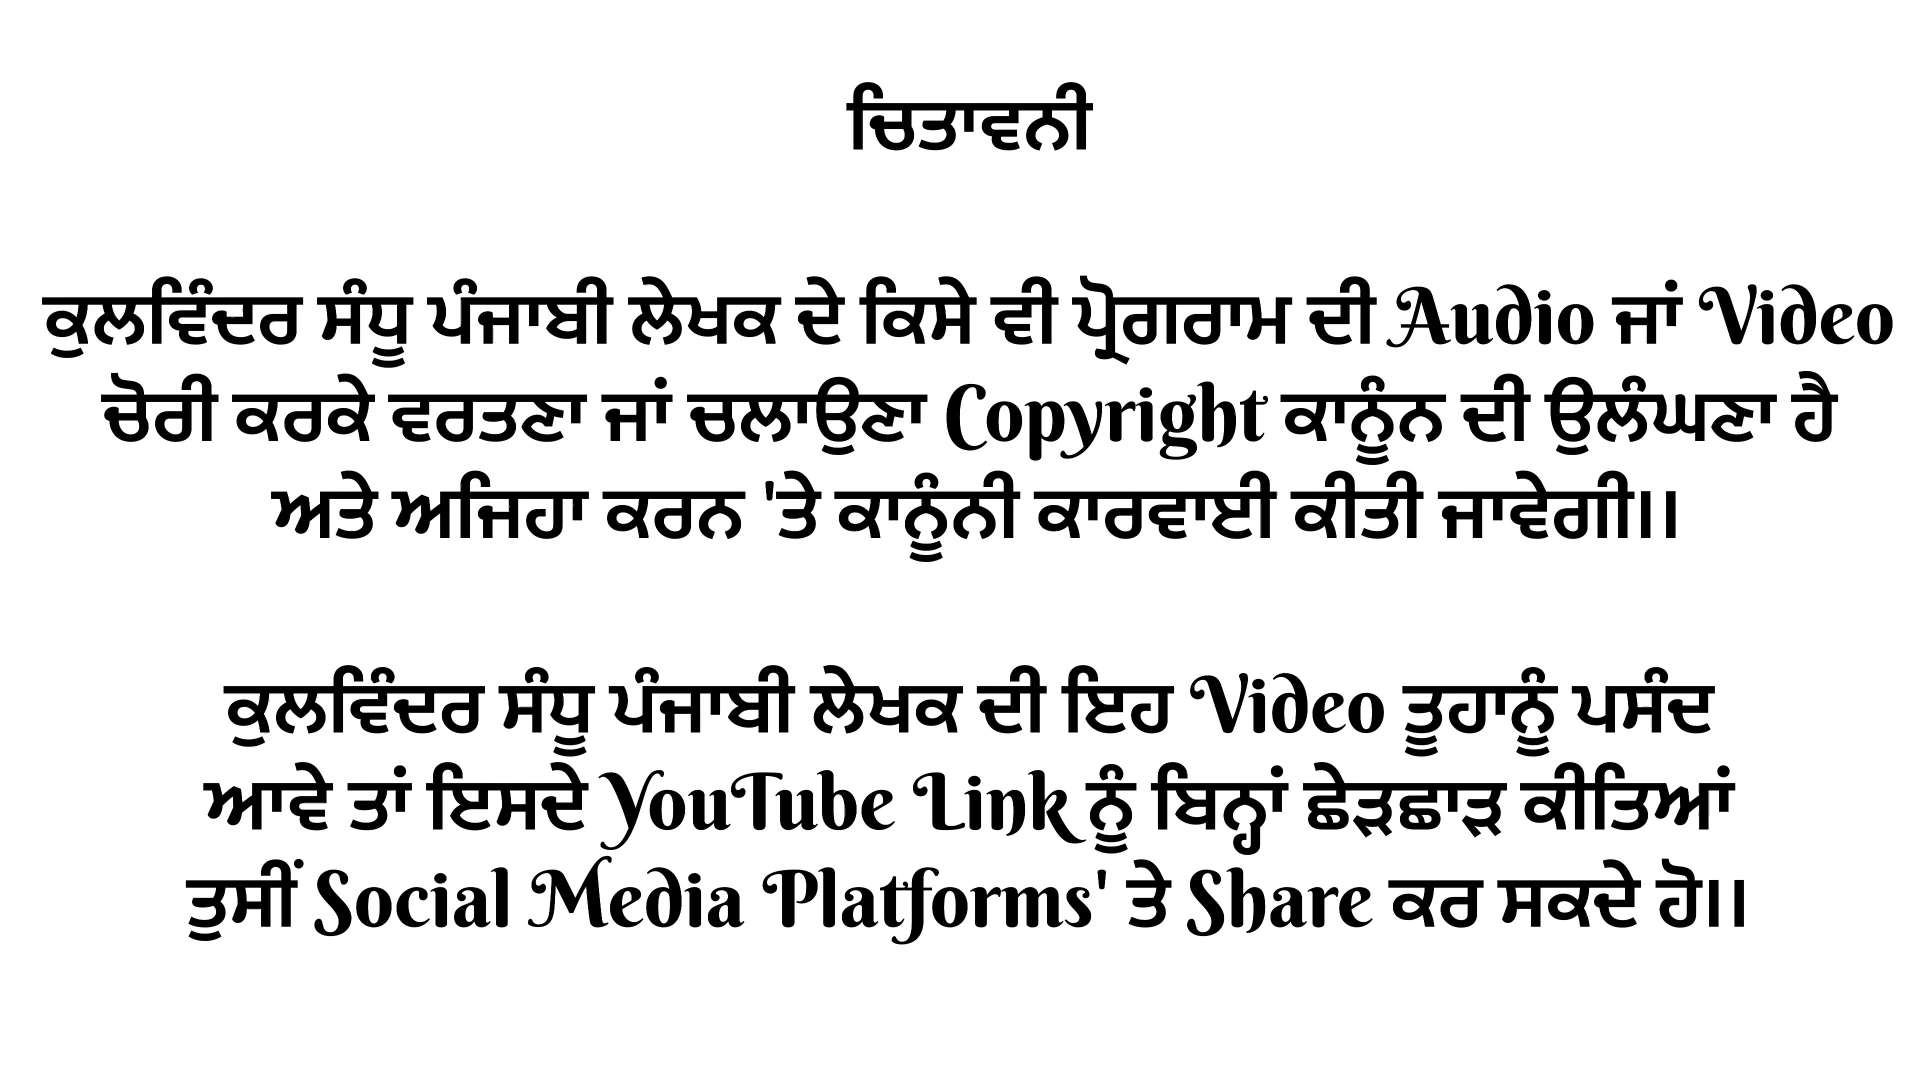 ਚਿਤਾਵਨੀ
ਕੁਲਵਿੰਦਰ ਸੰਧੂ ਪੰਜਾਬੀ ਲੇਖਕ ਦੇ ਕਿਸੇ ਵੀ ਪ੍ਰੋਗਰਾਮ ਦੀ Audio ਜਾਂ Video
ਚੋਰੀ ਕਰਕੇ ਵਰਤਣਾ ਜਾਂ ਚਲਾਉਣਾ Copyright ਕਾਨੂੰਨ ਦੀ ਉਲੰਘਣਾ ਹੈ
ਅਤੇ ਅਜਿਹਾ ਕਰਨ 'ਤੇ ਕਾਨੂੰਨੀ ਕਾਰਵਾਈ ਕੀਤੀ ਜਾਵੇਗੀ।।
ਕੁਲਵਿੰਦਰ ਸੰਧੂ ਪੰਜਾਬੀ ਲੇਖਕ ਦੀ ਇਹ Video ਤੂਹਾਨੂੰ ਪਸੰਦ
ਆਵੇ ਤਾਂ ਇਸਦੇ YouTube Link ਨੂੰ ਬਿਨ੍ਹਾਂ ਛੇੜਛਾੜ ਕੀਤਿਆਂ
ਤੁਸੀਂ Social Media Platforms' ਤੇ Share ਕਰ ਸਕਦੇ ਹੋ।।